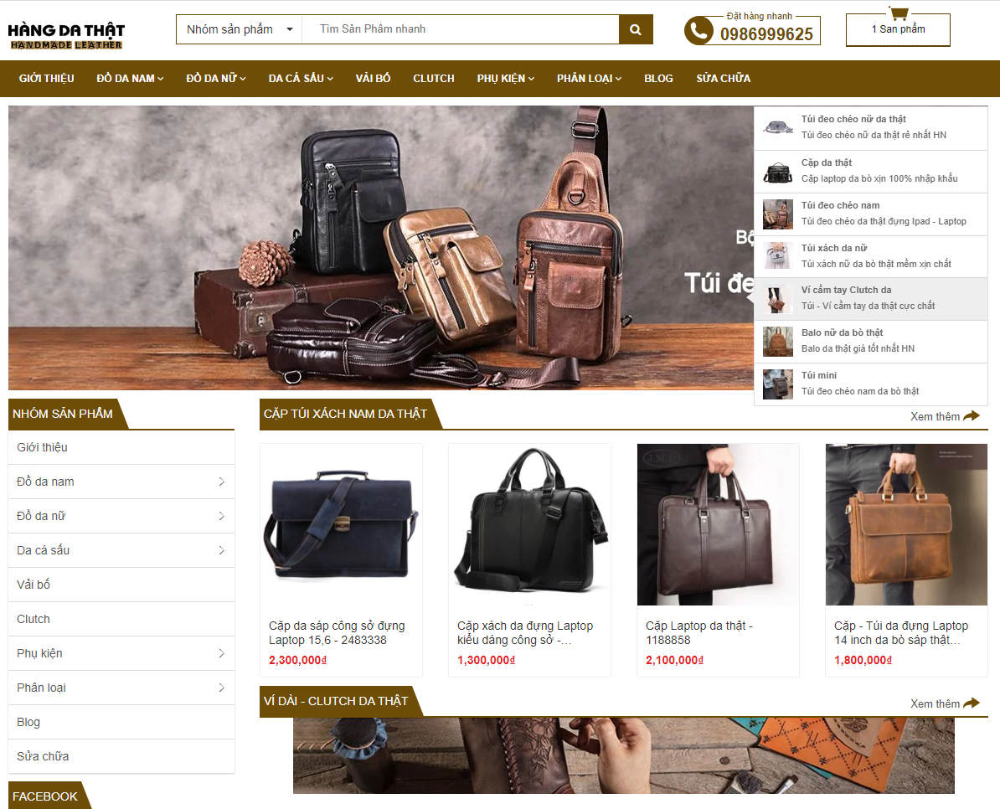 HÀNG DA THẬT
HANDMADE LEATHER
Nhóm sản phẩm
Tìm Sản Phẩm nhanh
Đặt hàng nhanh
0986999625
1 San phẩm
GIỚI THIỆU
ĐỒ DA NAM
ĐỒ DA NỮ
DA CÁ SẤU
VẢI BỐ
CLUTCH
PHỤ KIỆN
PHÂN LOẠI
BLOG
SỬA CHỮA
Bộ
Túi đe
Túi đeo chéo nữ da thật
Túi đeo chéo nữ da thật rẻ nhất HN
Cặp da thật
Cặp laptop da bò xịn 100% nhập khẩu
Túi đeo chéo nam
Túi đeo chéo da thật đựng Ipad - Laptop
Túi xách da nữ
Túi xách nữ da bò thật mềm xịn chất
Ví cầm tay Clutch da
Túi - Ví cầm tay da thật cực chất
Balo nữ da bò thật
Balo da thật giá tốt nhất HN
Túi mini
Túi đeo chéo nam da bò thật
NHÓM SẢN PHẨM
Giới thiệu
Đồ da nam
Đồ da nữ
Da cá sấu
Vải bố
Clutch
Phụ kiện
Phân loại
Blog
Sửa chữa
FACEBOOK
CẶP TÚI XÁCH NAM DA THẬT
Xem thêm
J.M.D
Cặp da sáp công sở đựng
Laptop 15,6 - 2483338
2,300,000₫
Cặp xách da đựng Laptop
kiểu dáng công sở -...
1,300,000₫
Cặp Laptop da thật -
1188858
2,100,000₫
Cặp - Túi da đựng Laptop
14 inch da bò sáp thật...
1,800,000₫
VÍ DÀI - CLUTCH DA THẬT
Xem thêm